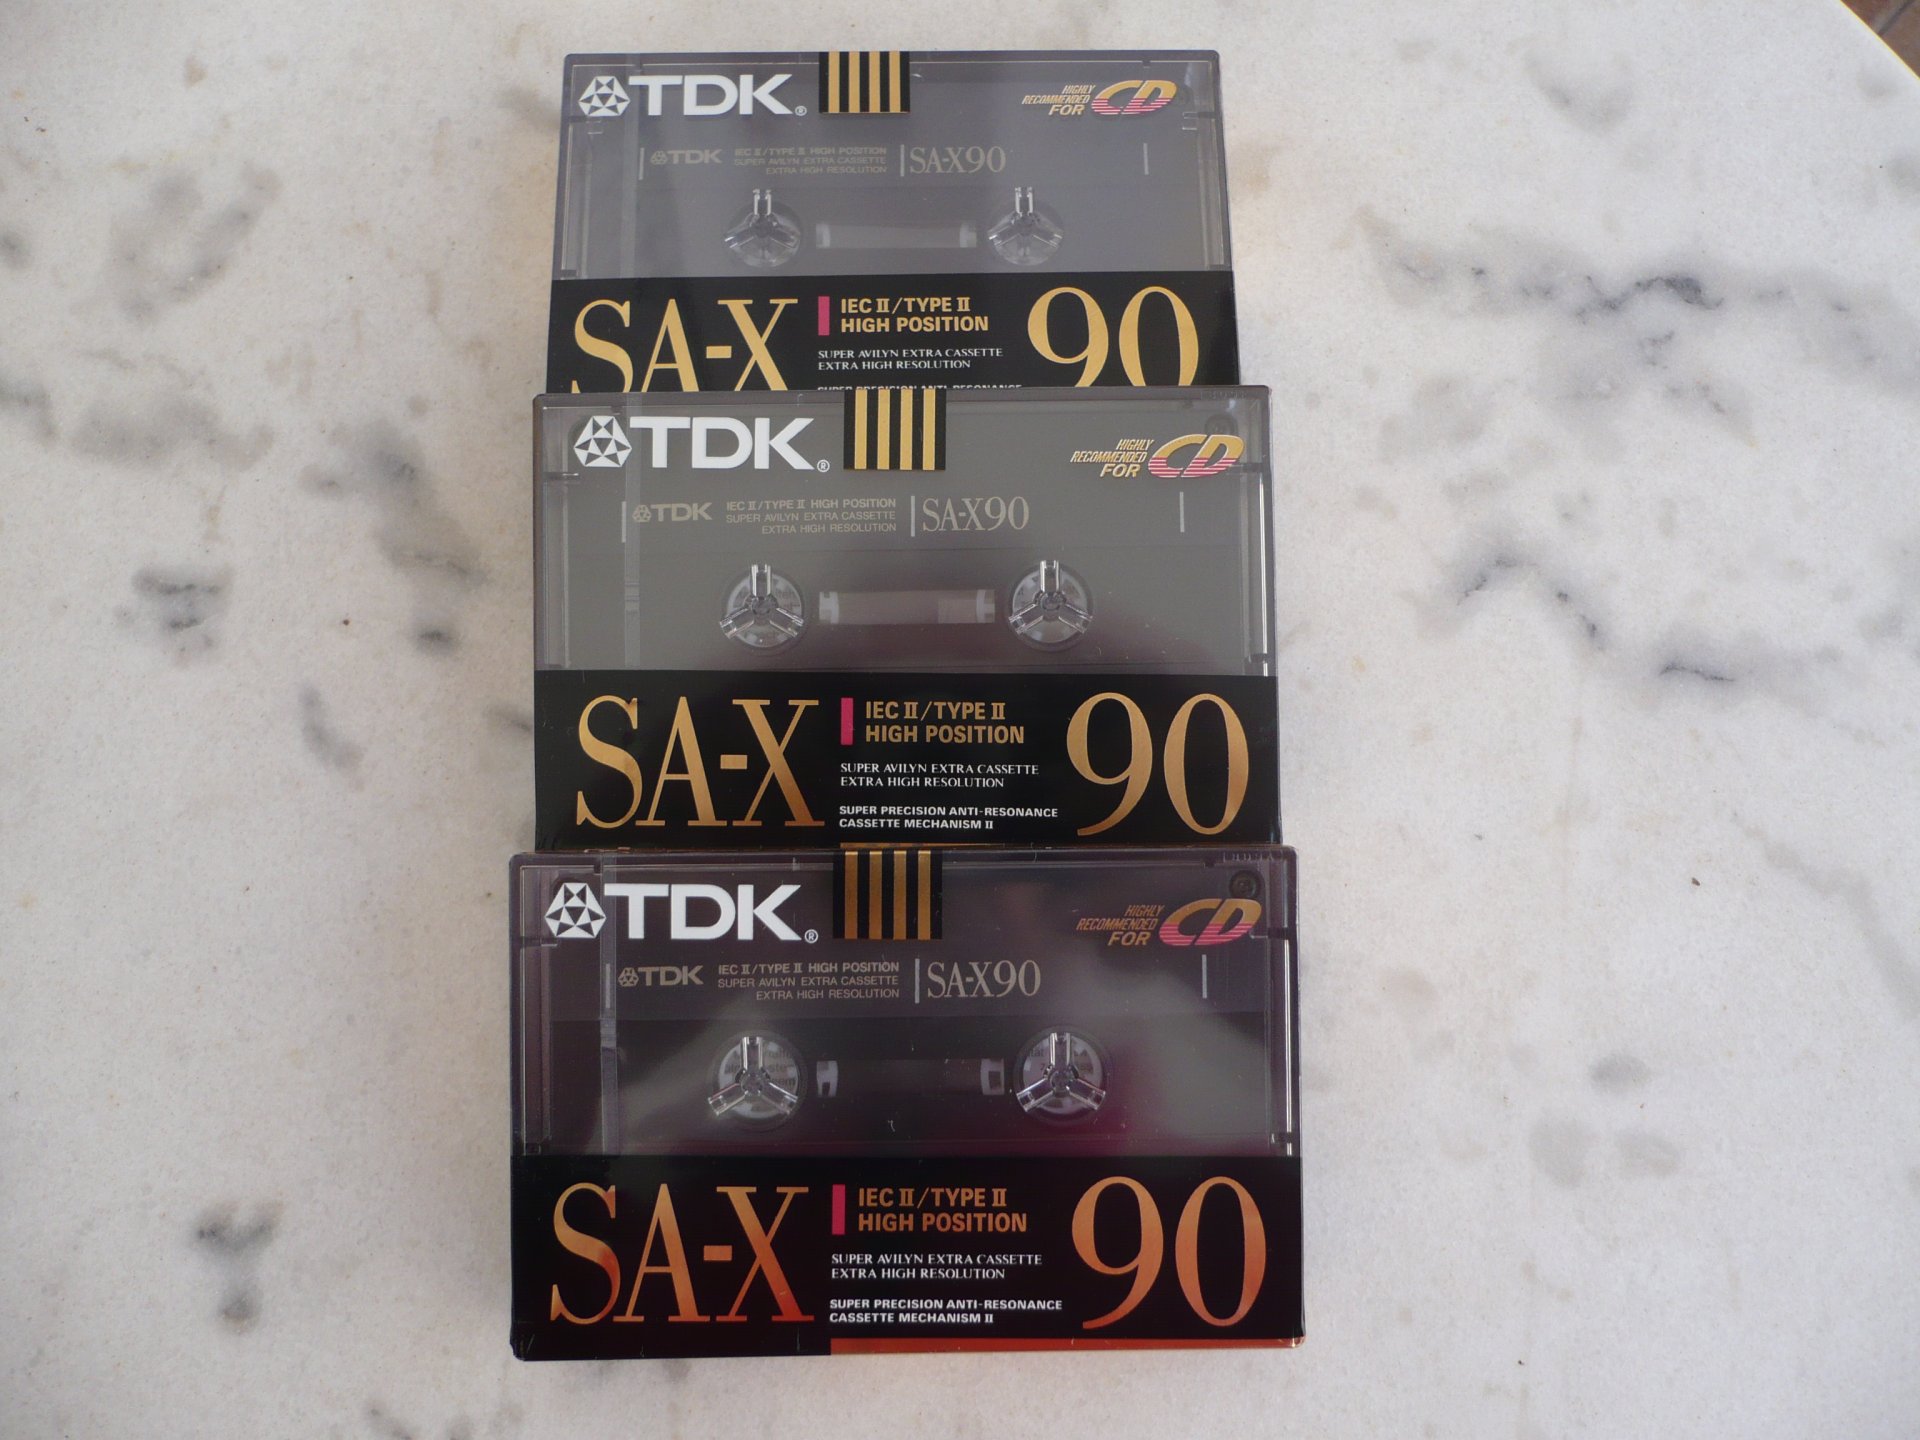 TDK®
HIGHLY
RECOMMENDED
FOR CD
TDK IEC II/TYPE II HIGH POSITION
SUPER AVILYN EXTRA CASSETTE
EXTRA HIGH RESOLUTION
SA-X90
SA-X
IEC II/TYPE II
HIGH POSITION
SUPER AVILYN EXTRA CASSETTE
EXTRA HIGH RESOLUTION
SUPER PRECISION ANTI-RESONANCE
90
TDK®
HIGHLY
RECOMMENDED
FOR CD
TDK IEC II/TYPE II HIGH POSITION
SUPER AVILYN EXTRA CASSETTE
EXTRA HIGH RESOLUTION
SA-X90
SA-X
IEC II/TYPE II
HIGH POSITION
SUPER AVILYN EXTRA CASSETTE
EXTRA HIGH RESOLUTION
SUPER PRECISION ANTI-RESONANCE
CASSETTE MECHANISM II
90
TDK®
HIGHLY
RECOMMENDED
FOR CD
TDK IEC II/TYPE II HIGH POSITION
SUPER AVILYN EXTRA CASSETTE
EXTRA HIGH RESOLUTION
SA-X90
SA-X
IEC II/TYPE II
HIGH POSITION
SUPER AVILYN EXTRA CASSETTE
EXTRA HIGH RESOLUTION
SUPER PRECISION ANTI-RESONANCE
CASSETTE MECHANISM II
90